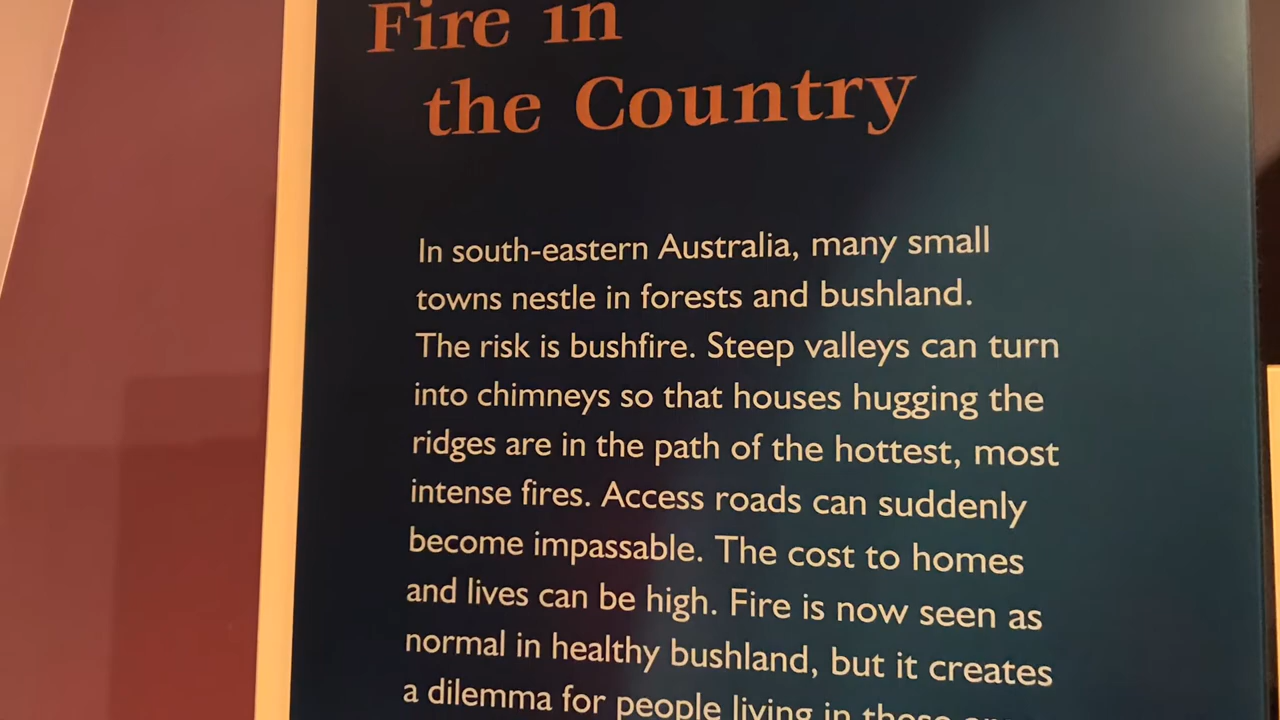 Fire in
the Country
In south-eastern Australia, many small
towns nestle in forests and bushland.
The risk is bushfire. Steep valleys can turn
into chimneys so that houses hugging the
ridges are in the path of the hottest, most
intense fires. Access roads can suddenly
become impassable. The cost to homes
and lives can be high. Fire is now seen as
normal in healthy bushland, but it creates
a dilemma for people living in these